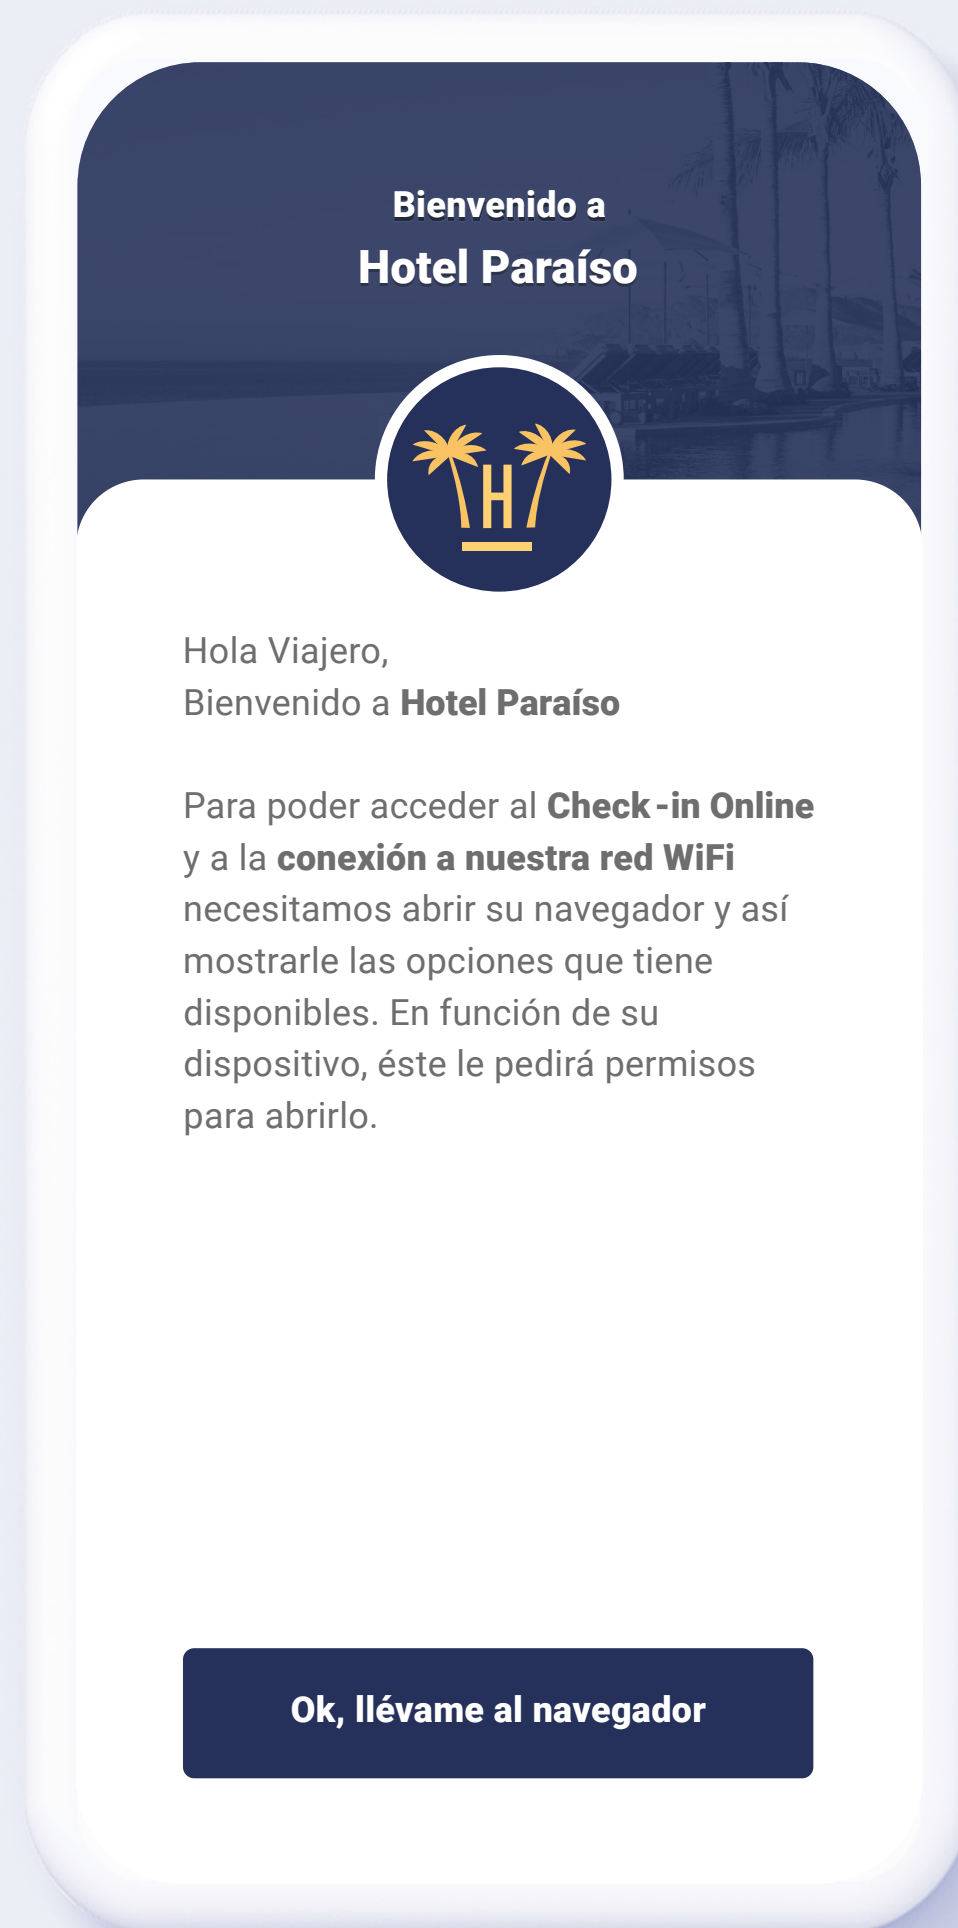 Bienvenido a
Hotel Paraíso
H
Hola Viajero,
Bienvenido a Hotel Paraíso
Para poder acceder al Check-in Online
y a la conexión a nuestra red WiFi
necesitamos abrir su navegador y así
mostrarle las opciones que tiene
disponibles. En función de su
dispositivo, éste le pedirá permisos
para abrirlo.
Ok, llévame al navegador